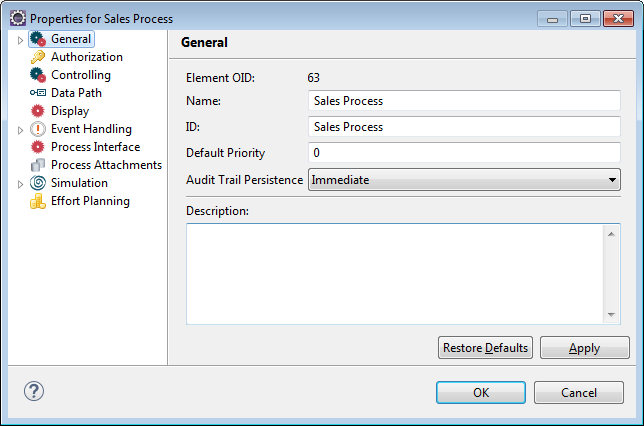 Properties for Sales Process
General
Authorization
Controlling
Data Path
Display
Event Handling
Process Interface
Process Attachments
Simulation
Effort Planning
General
Element OID: 63
Name: Sales Process
ID: Sales Process
Default Priority 0
Audit Trail Persistence Immediate
Description:
Restore Defaults Apply
? OK Cancel